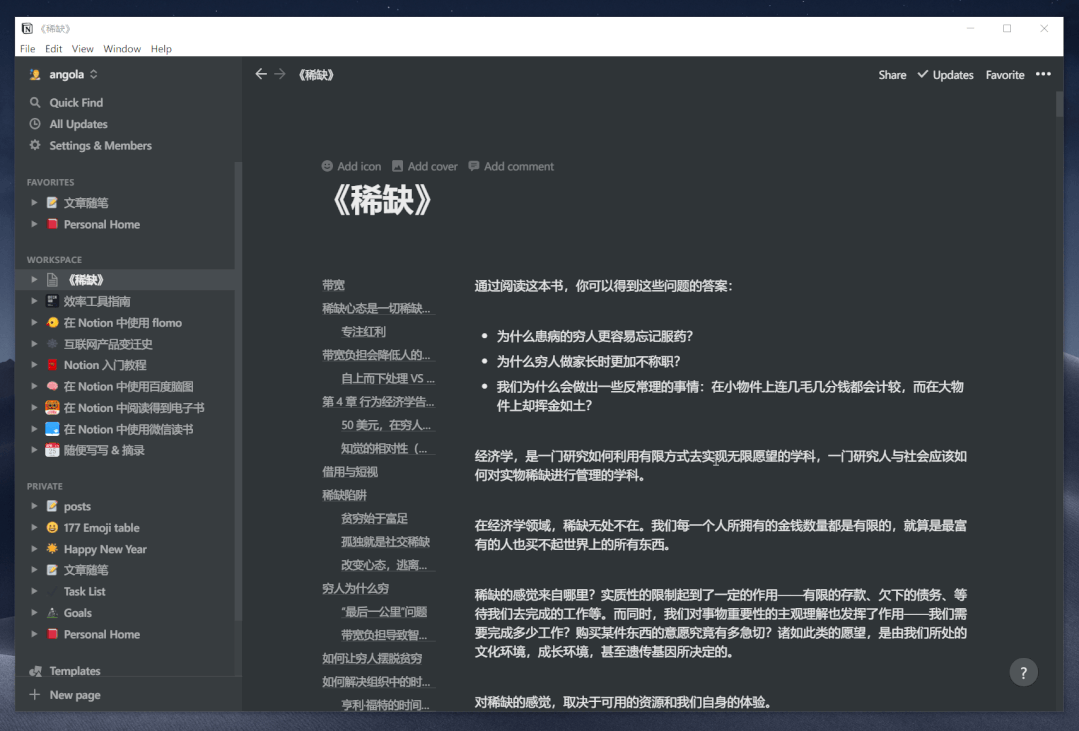 《稀缺》
File Edit View Window Help
angola
《稀缺》
Share Updates Favorite •••
Quick Find
All Updates
Settings & Members
FAVORITES
文章随笔
Personal Home
WORKSPACE
《稀缺》
效率工具指南
在 Notion 中使用 flomo
互联网产品变迁史
Notion 入门教程
在 Notion 中使用百度脑图
在 Notion 中阅读得到电子书
在 Notion 中使用微信读书
随便写写 & 摘录
PRIVATE
posts
177 Emoji table
Happy New Year
文章随笔
Task List
Goals
Personal Home
Templates
New page
Add icon Add cover Add comment
《稀缺》
带宽
稀缺心态是一切稀缺...
专注红利
带宽负担会降低人的...
自上而下处理 VS ...
第 4 章 行为经济学告...
50 美元，在穷人...
知觉的相对性（...
借用与短视
稀缺陷阱
贫穷始于富足
孤独就是社交稀缺
改变心态，逃离...
穷人为什么穷
“最后一公里”问题
带宽负担导致智...
如何让穷人摆脱贫穷
如何解决组织中的时...
亨利·福特的时间...
通过阅读这本书，你可以得到这些问题的答案：
• 为什么患病的穷人更容易忘记服药？
• 为什么穷人做家长时更加不称职？
• 我们为什么会做出一些反常理的事情：在小物件上连几毛几分钱都会计较，而在大物
件上却挥金如土？
经济学，是一门研究如何利用有限方式去实现无限愿望的学科，一门研究人与社会应该如
何对实物稀缺进行管理的学科。
在经济学领域，稀缺无处不在。我们每一个人所拥有的金钱数量都是有限的，就算是最富
有的人也买不起世界上的所有东西。
稀缺的感觉来自哪里？实质性的限制起到了一定的作用——有限的存款、欠下的债务、等
待我们去完成的工作等。而同时，我们对事物重要性的主观理解也发挥了作用——我们需
要完成多少工作？购买某件东西的意愿究竟有多急切？诸如此类的愿望，是由我们所处的
文化环境，成长环境，甚至遗传基因所决定的。
对稀缺的感觉，取决于可用的资源和我们自身的体验。
?